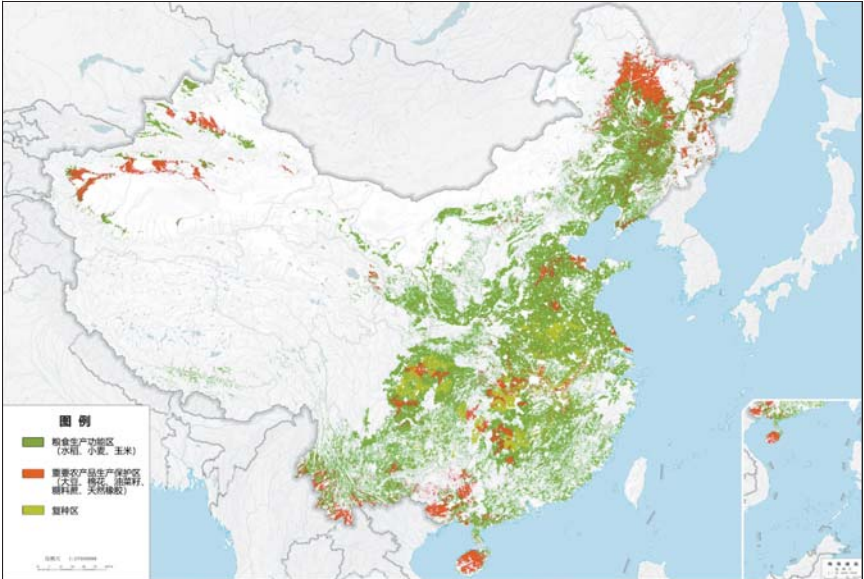 图 例
粮食生产功能区
（水稻、小麦、玉米）
重要农产品生产保护区
（大豆、棉花、油菜籽、
糖料蔗、天然橡胶）
复种区